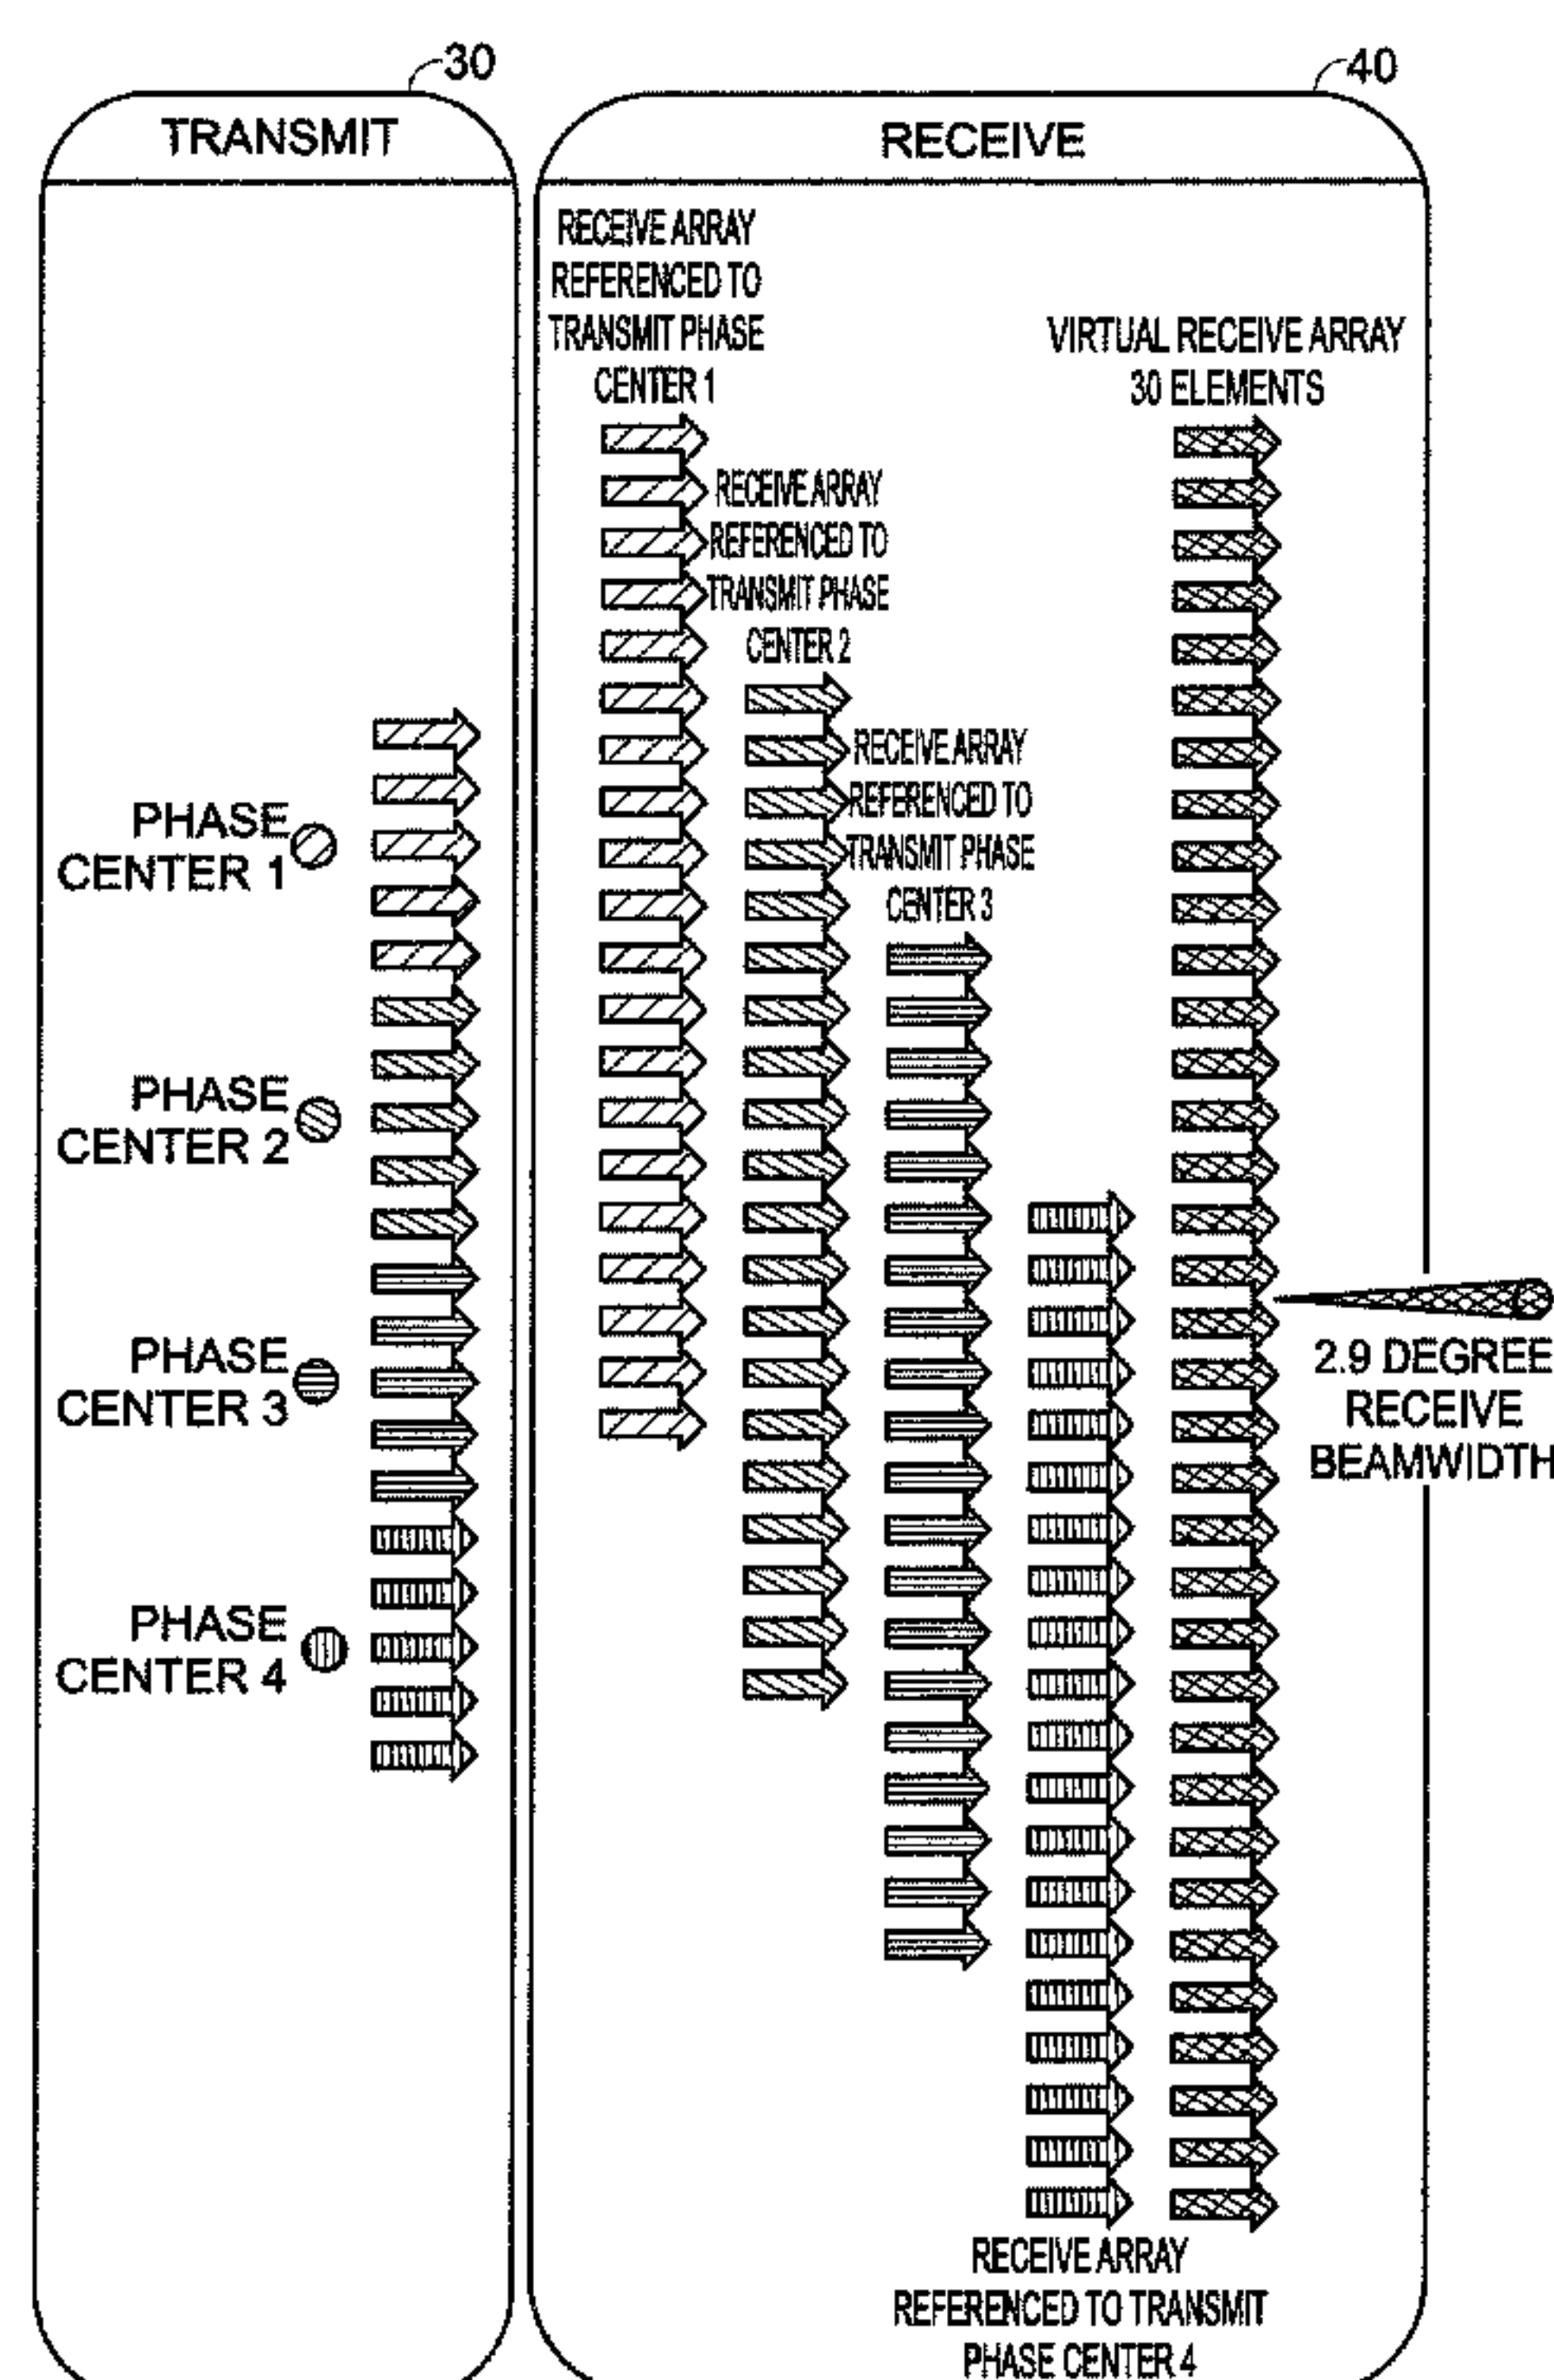 30
TRANSMIT
PHASE
CENTER 1
PHASE
CENTER 2
PHASE
CENTER 3
PHASE
CENTER 4
40
RECEIVE
RECEIVE ARRAY
REFERENCED TO
TRANSMIT PHASE
CENTER 1
RECEIVE ARRAY
REFERENCED TO
TRANSMIT PHASE
CENTER 2
RECEIVE ARRAY
REFERENCED TO
TRANSMIT PHASE
CENTER 3
VIRTUAL RECEIVE ARRAY
30 ELEMENTS
2.9 DEGREE
RECEIVE
BEAMWIDTH
RECEIVE ARRAY
REFERENCED TO TRANSMIT
PHASE CENTER 4